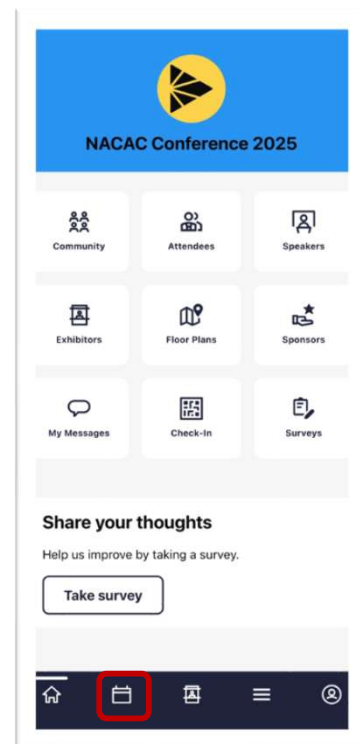 NACAC Conference 2025
Community
Attendees
Speakers
Exhibitors
Floor Plans
Sponsors
My Messages
Check-In
Surveys
Share your thoughts
Help us improve by taking a survey.
Take survey